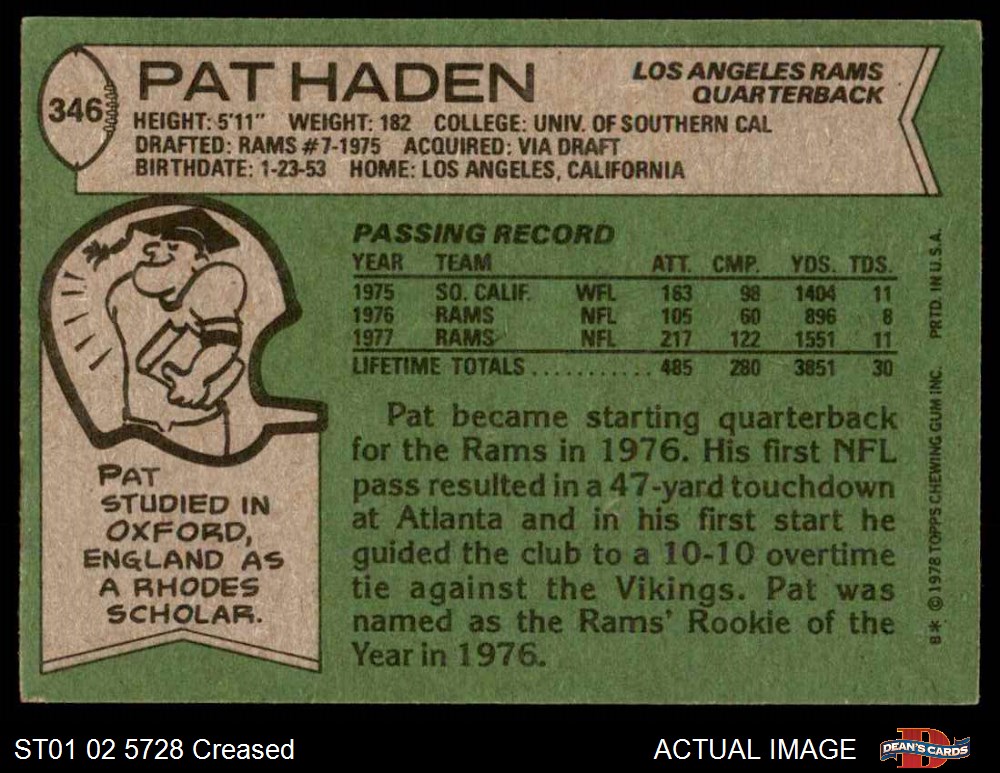 346
PAT HADEN
LOS ANGELES RAMS
QUARTERBACK
HEIGHT: 5'11" WEIGHT: 182 COLLEGE: UNIV. OF SOUTHERN CAL
DRAFTED: RAMS #7-1975 ACQUIRED: VIA DRAFT
BIRTHDATE: 1-23-53 HOME: LOS ANGELES, CALIFORNIA
PASSING RECORD
YEAR TEAM ATT. CMP. YDS. TDS.
1975 SO. CALIF. WFL 163 98 1404 11
1976 RAMS NFL 105 60 896 8
1977 RAMS NFL 217 122 1551 11
LIFETIME TOTALS ........... 485 280 3851 30
Pat became starting quarterback
for the Rams in 1976. His first NFL
pass resulted in a 47-yard touchdown
at Atlanta and in his first start he
guided the club to a 10-10 overtime
tie against the Vikings. Pat was
named as the Rams' Rookie of the
Year in 1976.
PAT
STUDIED IN
OXFORD,
ENGLAND AS
A RHODES
SCHOLAR.
B* © 1978 TOPPS CHEWING GUM INC. PRTD. IN U.S.A.
ST01 02 5728 Creased
ACTUAL IMAGE
D
DEAN'S CARDS